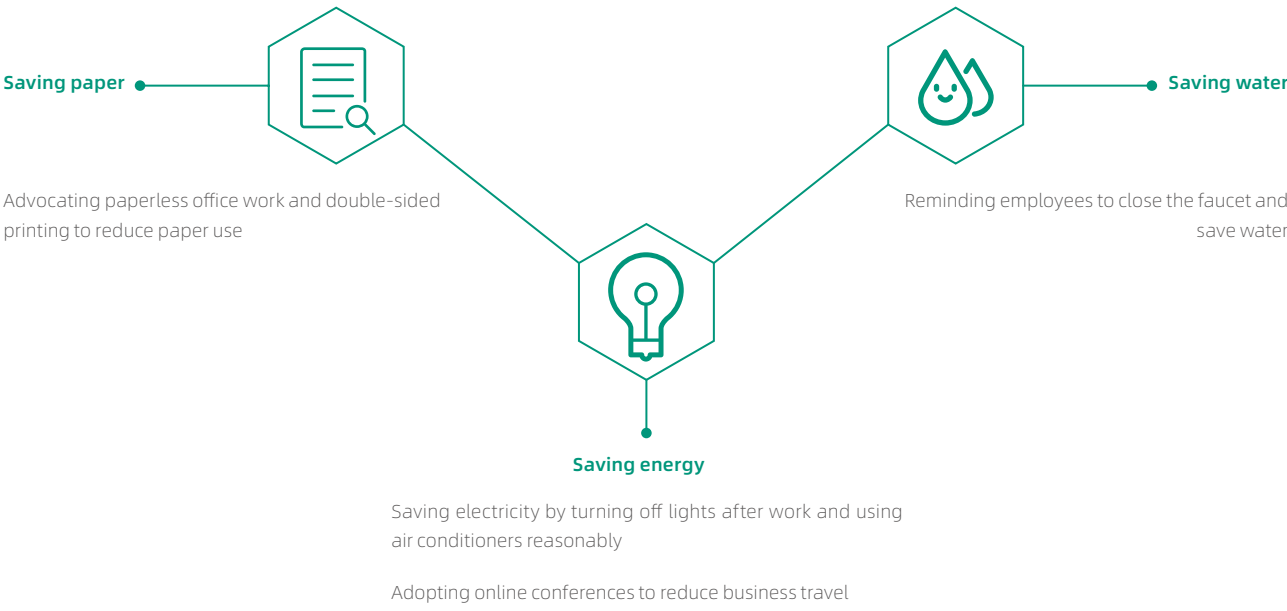 Saving paper
Saving water
Advocating paperless office work and double-sided
printing to reduce paper use
Reminding employees to close the faucet and
save water
Saving energy
Saving electricity by turning off lights after work and using
air conditioners reasonably
Adopting online conferences to reduce business travel